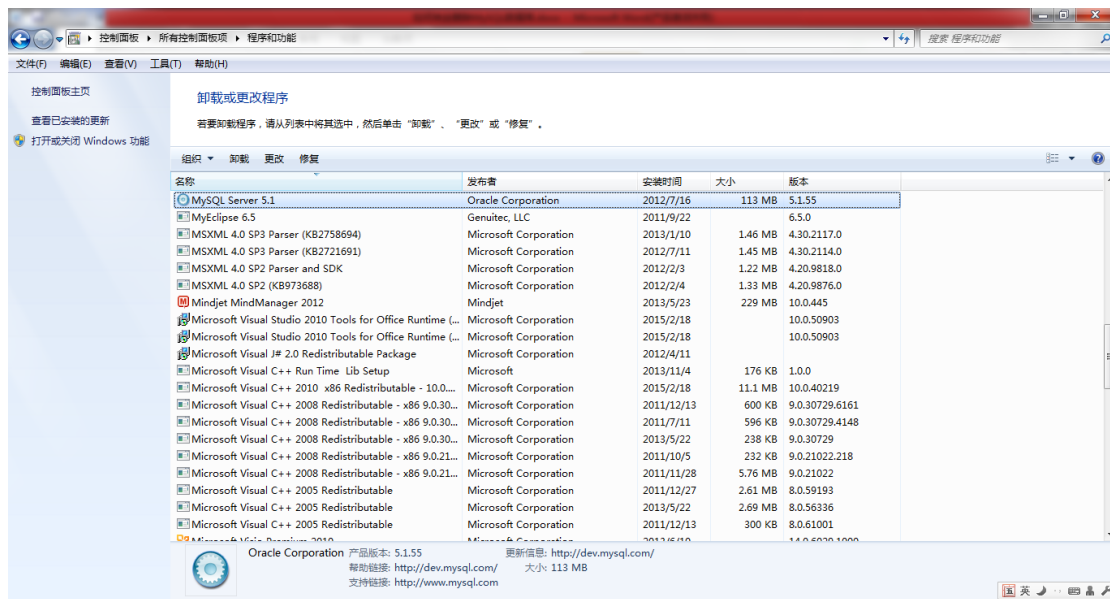 控制面板 ▸ 所有控制面板项 ▸ 程序和功能 搜索 程序和功能
文件(F) 编辑(E) 查看(V) 工具(T) 帮助(H)
控制面板主页
查看已安装的更新
打开或关闭 Windows 功能
卸载或更改程序
若要卸载程序，请从列表中将其选中，然后单击“卸载”、“更改”或“修复”。
组织 卸载 更改 修复
名称 发布者 安装时间 大小 版本
MySQL Server 5.1 Oracle Corporation 2012/7/16 113 MB 5.1.55
MyEclipse 6.5 Genuitec, LLC 2011/9/22 6.5.0
MSXML 4.0 SP3 Parser (KB2758694) Microsoft Corporation 2013/1/10 1.46 MB 4.30.2117.0
MSXML 4.0 SP3 Parser (KB2721691) Microsoft Corporation 2012/7/11 1.45 MB 4.30.2114.0
MSXML 4.0 SP2 Parser and SDK Microsoft Corporation 2012/2/3 1.22 MB 4.20.9818.0
MSXML 4.0 SP2 (KB973688) Microsoft Corporation 2012/2/4 1.33 MB 4.20.9876.0
Mindjet MindManager 2012 Mindjet 2013/5/23 229 MB 10.0.445
Microsoft Visual Studio 2010 Tools for Office Runtime (... Microsoft Corporation 2015/2/18 10.0.50903
Microsoft Visual Studio 2010 Tools for Office Runtime (... Microsoft Corporation 2015/2/18 10.0.50903
Microsoft Visual J# 2.0 Redistributable Package Microsoft Corporation 2012/4/11
Microsoft Visual C++ Run Time Lib Setup Microsoft 2013/11/4 176 KB 1.0.0
Microsoft Visual C++ 2010 x86 Redistributable - 10.0.... Microsoft Corporation 2015/2/18 11.1 MB 10.0.40219
Microsoft Visual C++ 2008 Redistributable - x86 9.0.30... Microsoft Corporation 2011/12/13 600 KB 9.0.30729.6161
Microsoft Visual C++ 2008 Redistributable - x86 9.0.30... Microsoft Corporation 2011/7/11 596 KB 9.0.30729.4148
Microsoft Visual C++ 2008 Redistributable - x86 9.0.30... Microsoft Corporation 2013/5/22 238 KB 9.0.30729
Microsoft Visual C++ 2008 Redistributable - x86 9.0.21... Microsoft Corporation 2011/10/5 232 KB 9.0.21022.218
Microsoft Visual C++ 2008 Redistributable - x86 9.0.21... Microsoft Corporation 2011/11/28 5.76 MB 9.0.21022
Microsoft Visual C++ 2005 Redistributable Microsoft Corporation 2011/12/27 2.61 MB 8.0.59193
Microsoft Visual C++ 2005 Redistributable Microsoft Corporation 2013/5/22 2.69 MB 8.0.56336
Microsoft Visual C++ 2005 Redistributable Microsoft Corporation 2011/12/13 300 KB 8.0.61001
Microsoft Visio Premium 2010 Microsoft Corporation
Oracle Corporation 产品版本: 5.1.55 更新信息: http://dev.mysql.com/
帮助链接: http://dev.mysql.com/ 大小: 113 MB
支持链接: http://www.mysql.com
五 英